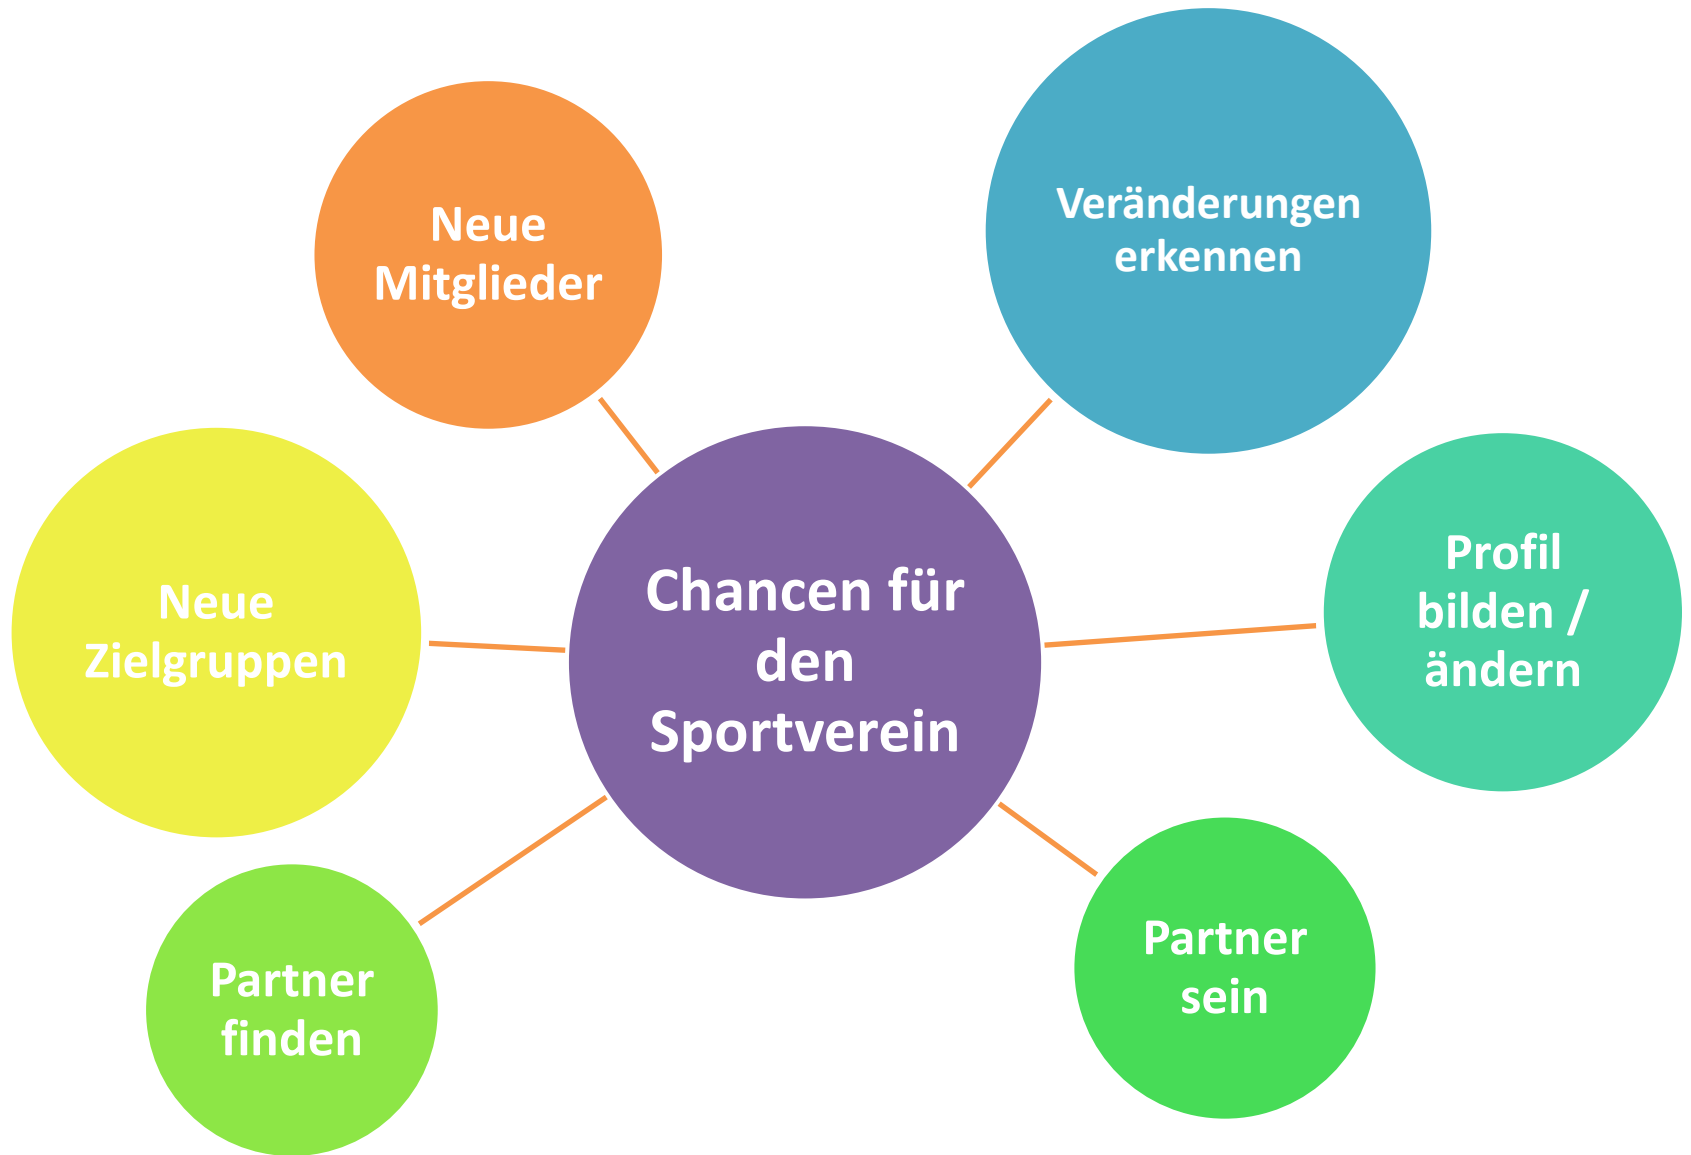 Neue
Mitglieder
Veränderungen
erkennen
Neue
Zielgruppen
Chancen für
den
Sportverein
Profil
bilden /
ändern
Partner
finden
Partner
sein